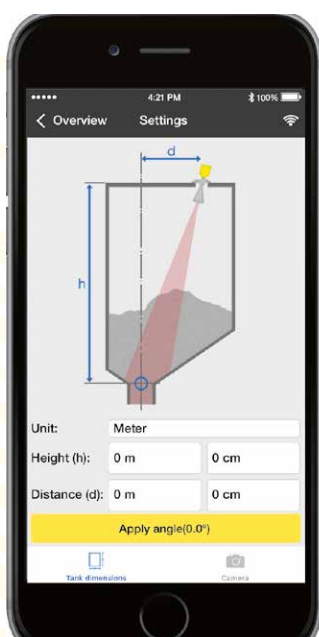 4:21 PM 100%
Overview Settings
d
h
Unit: Meter
Height (h): 0 m 0 cm
Distance (d): 0 m 0 cm
Apply angle(0.0°)
Tank dimensions Camera